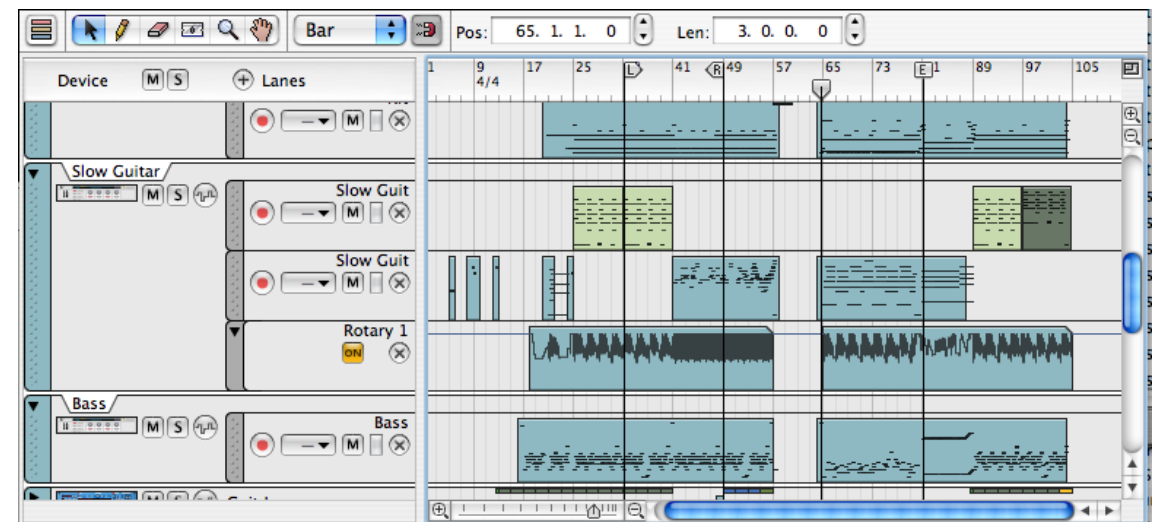 Bar Pos: 65. 1. 1. 0 Len: 3. 0. 0. 0
Device M S Lanes 1 9 17 25 L 41 R 49 57 65 73 E 1 89 97 105
4/4
M
Slow Guitar
M S Slow Guit
M
Slow Guit
M
Rotary 1
ON
Bass
M S Bass
M
M S